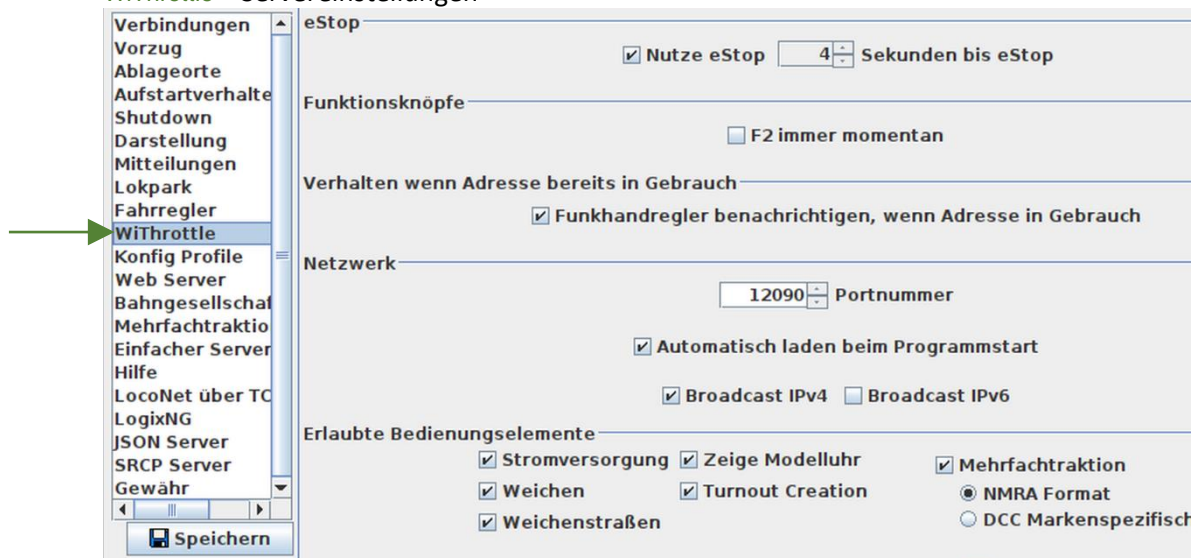 Verbindungen
Vorzug
Ablageorte
Aufstartverhalte
Shutdown
Darstellung
Mitteilungen
Lokpark
Fahrregler
WiThrottle
Konfig Profile
Web Server
Bahngesellschaf
Mehrfachtraktio
Einfacher Server
Hilfe
LocoNet über TC
LogixNG
JSON Server
SRCP Server
Gewähr
Speichern
eStop
Nutze eStop 4 Sekunden bis eStop
Funktionsknöpfe
F2 immer momentan
Verhalten wenn Adresse bereits in Gebrauch
Funkhandregler benachrichtigen, wenn Adresse in Gebrauch
Netzwerk
12090 Portnummer
Automatisch laden beim Programmstart
Broadcast IPv4 Broadcast IPv6
Erlaubte Bedienungselemente
Stromversorgung Zeige Modelluhr Mehrfachtraktion
Weichen Turnout Creation NMRA Format
Weichenstraßen DCC Markenspezifisch